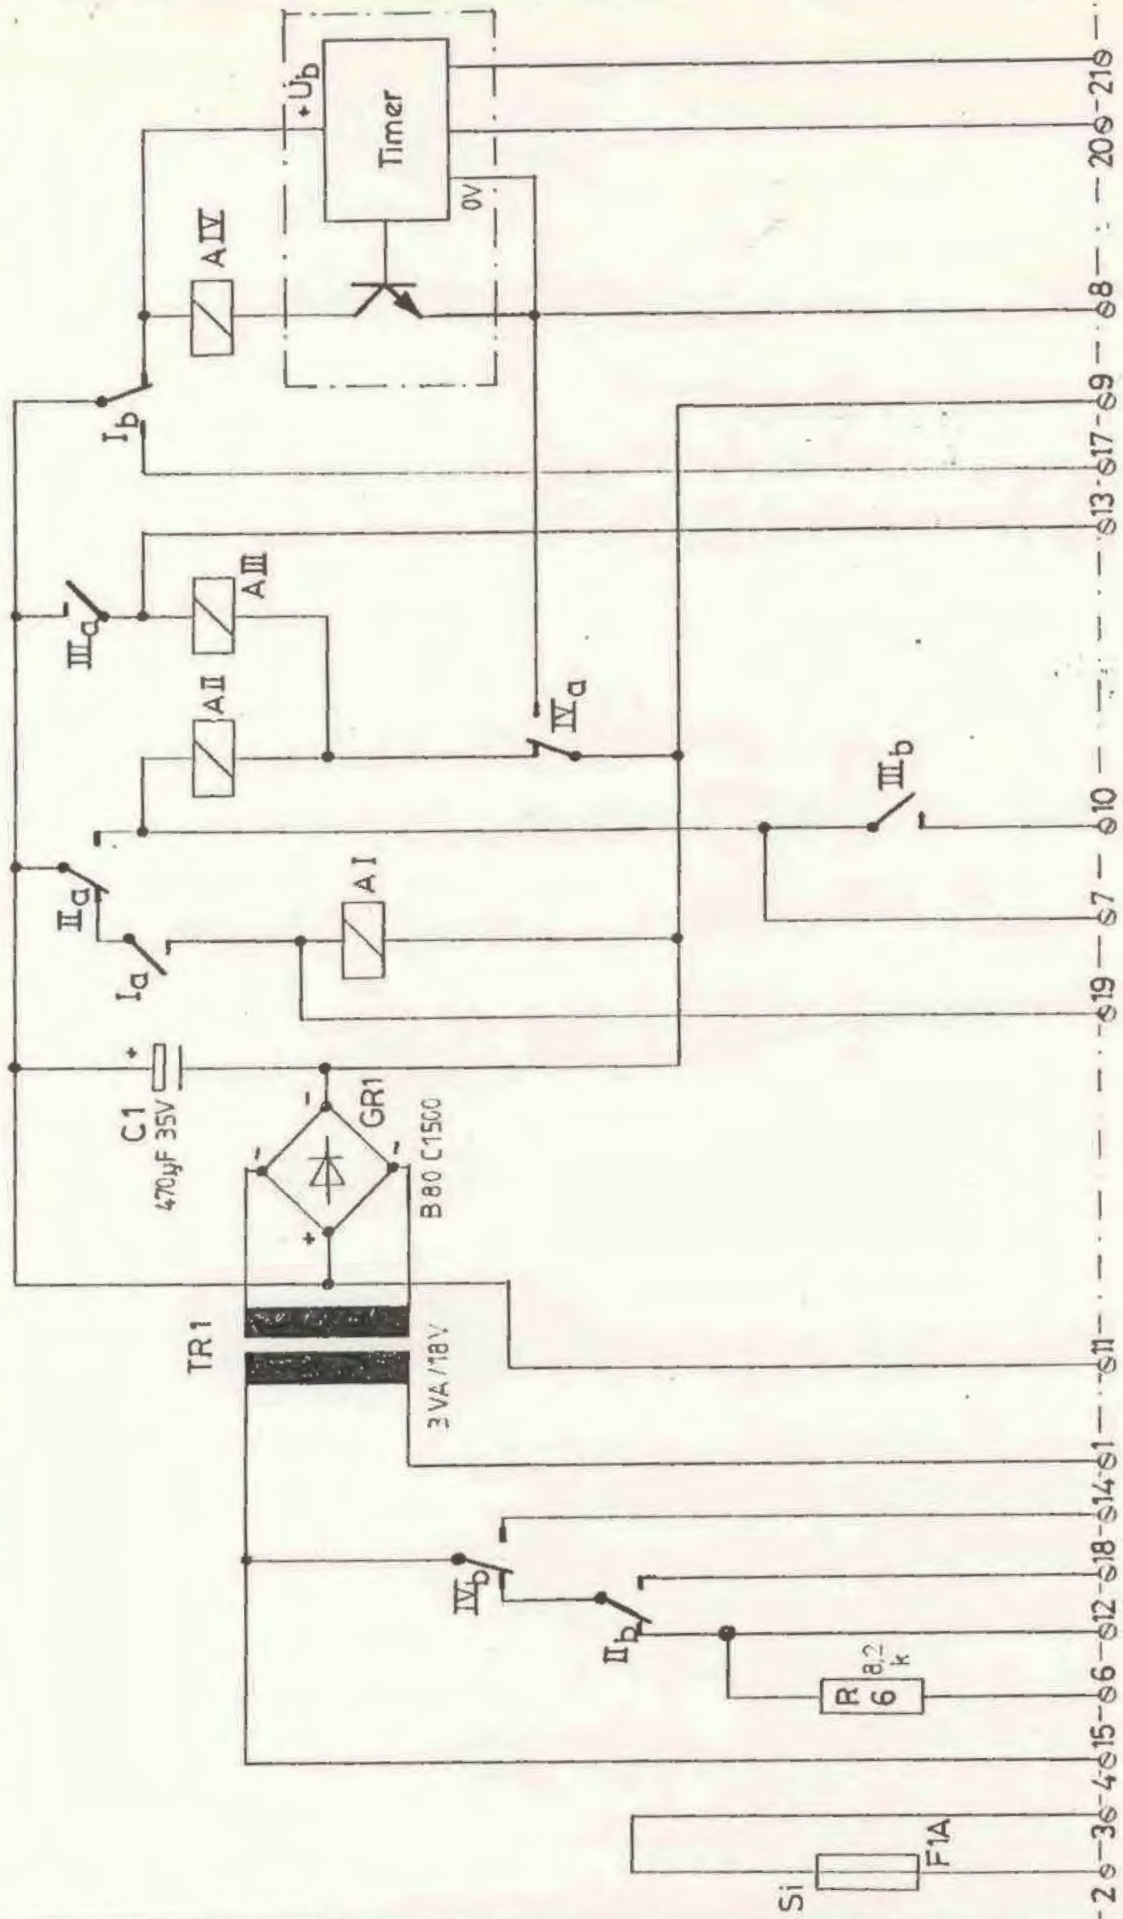 +Ub
Timer
0V
A IV
Ib
A III
IIIa
A II
IVa
IIa
Ia
A I
IIIb
C1
+
470µF 35V
-
~
~
+
GR1
B80 C1500
TR1
3VA/18V
IVb
IIb
R
6
8,2
k
Si
F1A
2 3 4 15 6 12 18 14 1 11 19 7 10 13 17 9 8 20 21